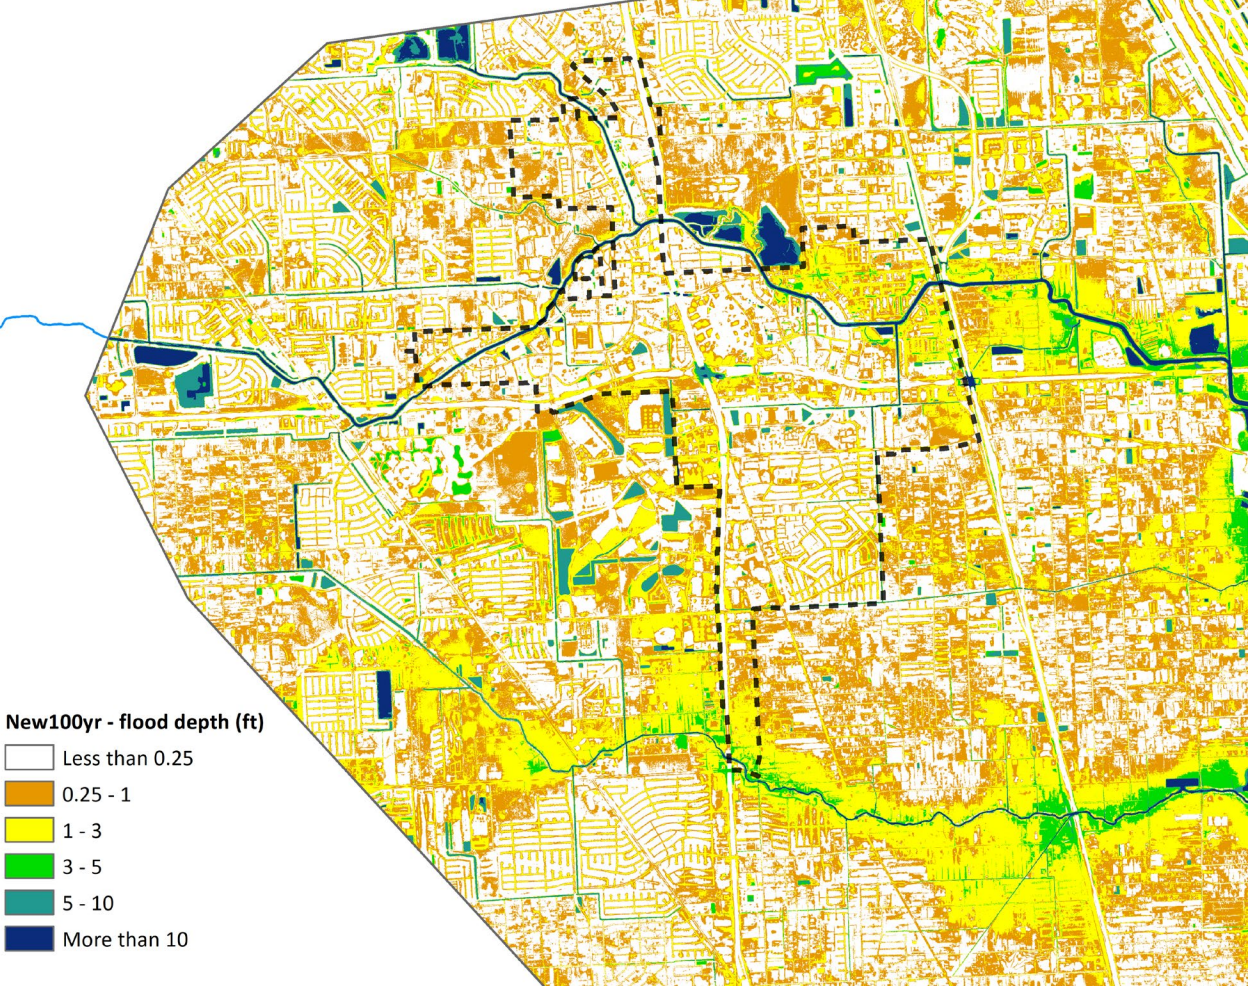 New100yr - flood depth (ft)
Less than 0.25
0.25 - 1
1 - 3
3 - 5
5 - 10
More than 10